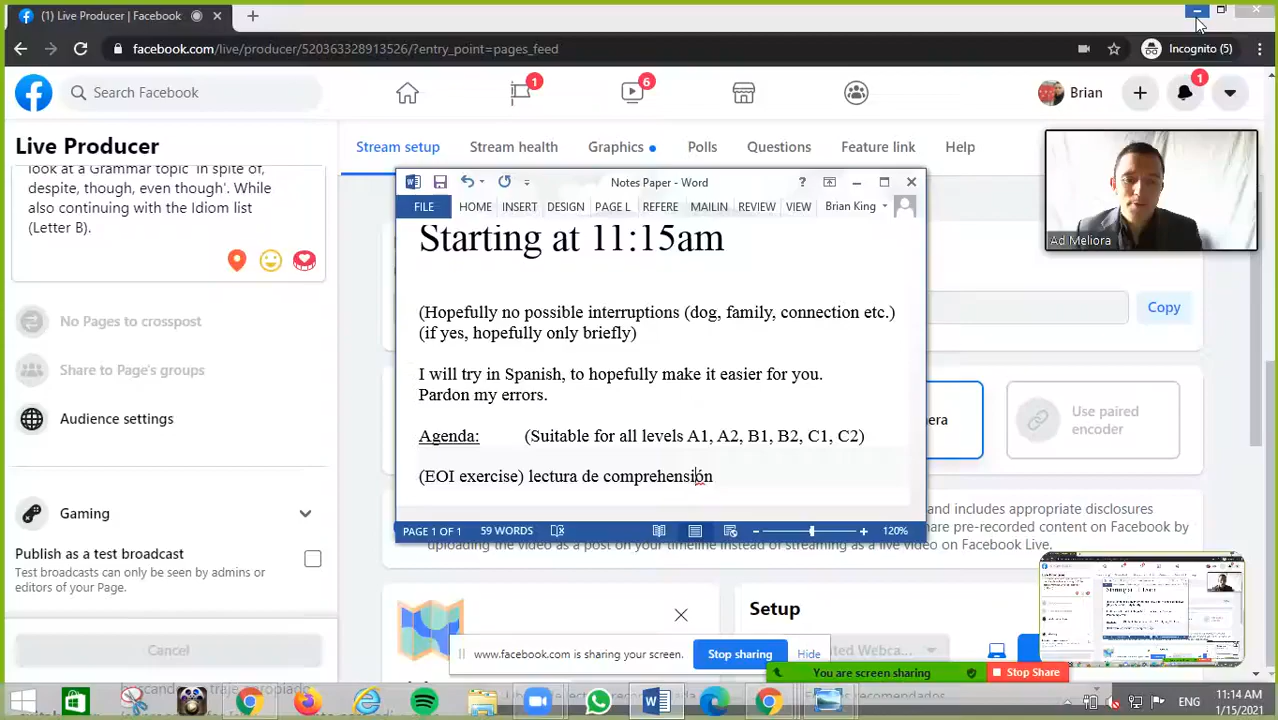 (1) Live Producer | Facebook
facebook.com/live/producer/520363328913526/?entry_point=pages_feed
Incognito (5)
Search Facebook
1
6
Brian
1
Live Producer
look at a Grammar topic 'In spite of,
despite, though, even though'. While
also continuing with the Idiom list
(Letter B).
No Pages to crosspost
Share to Page's groups
Audience settings
Gaming
Publish as a test broadcast
Test broadcasts can only be seen by admins or
editors of your Page.
Cancel
Stream setup
Stream health
Graphics
Polls
Questions
Feature link
Help
Ad Meliora
Notes Paper - Word
FILE
HOME
INSERT
DESIGN
PAGE L
REFERE
MAILIN
REVIEW
VIEW
Brian King
Starting at 11:15am
(Hopefully no possible interruptions (dog, family, connection etc.)
(if yes, hopefully only briefly)
I will try in Spanish, to hopefully make it easier for you.
Pardon my errors.
Agenda: (Suitable for all levels A1, A2, B1, B2, C1, C2)
(EOI exercise) lectura de comprehensión
PAGE 1 OF 1
59 WORDS
120%
Copy
Use paired
encoder
and includes appropriate disclosures
share pre-recorded content on Facebook by
uploading the video as a post on your timeline instead of streaming as a live video on Facebook Live.
Setup
www.facebook.com is sharing your screen.
Stop sharing
Hide
You are screen sharing
Stop Share
ENG
11:14 AM
1/15/2021